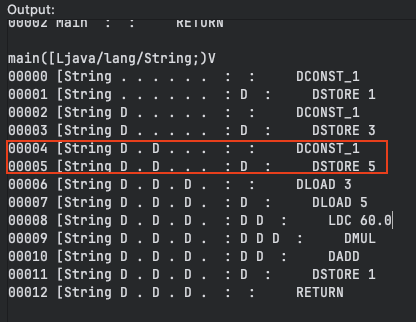 Output:
00002 Main  :  :     RETURN
main([Ljava/lang/String;)V
00000 [String . . . . . .  :  :     DCONST_1
00001 [String . . . . . .  : D  :     DSTORE 1
00002 [String D . . . . .  :  :     DCONST_1
00003 [String D . . . . .  : D  :     DSTORE 3
00004 [String D . D . . .  :  :     DCONST_1
00005 [String D . D . . .  : D  :     DSTORE 5
00006 [String D . D . D .  :  :     DLOAD 3
00007 [String D . D . D .  : D  :     DLOAD 5
00008 [String D . D . D .  : D D  :     LDC 60.0
00009 [String D . D . D .  : D D D  :     DMUL
00010 [String D . D . D .  : D D  :     DADD
00011 [String D . D . D .  : D  :     DSTORE 1
00012 [String D . D . D .  :  :     RETURN